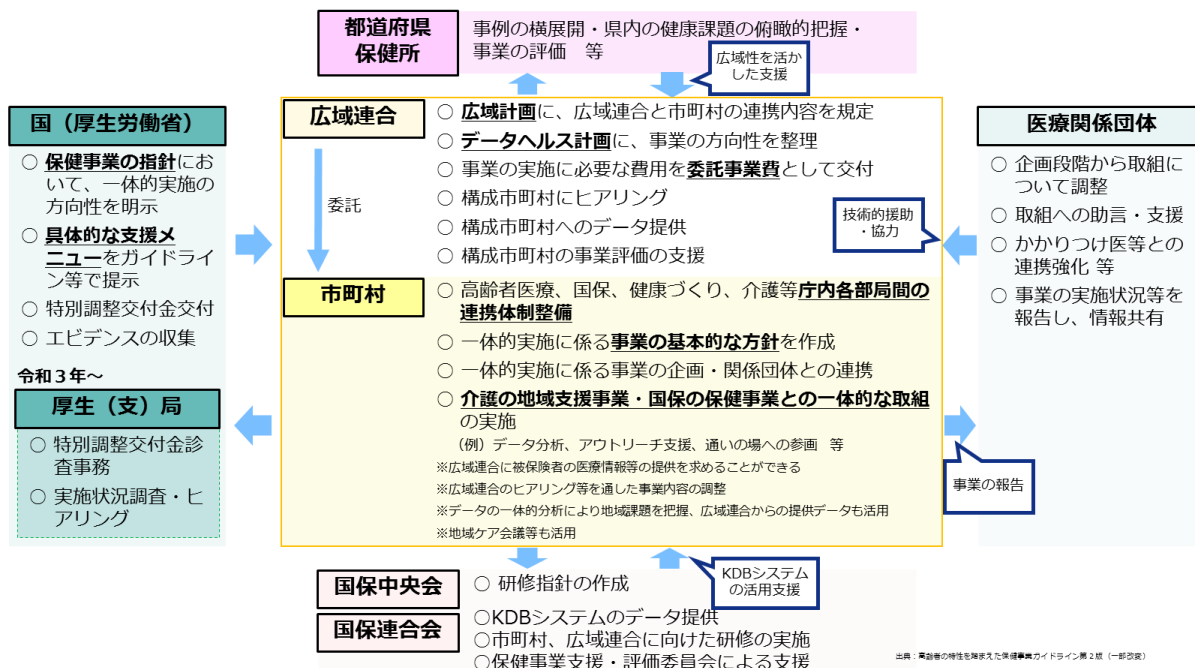 都道府県
保健所
事例の横展開・県内の健康課題の俯瞰的把握・
事業の評価　等
広域性を活か
した支援
国（厚生労働省）
○ 保健事業の指針にお
いて、一体的実施の
方向性を明示
○ 具体的な支援メ
ニューをガイドライ
ン等で提示
○ 特別調整交付金交付
○ エビデンスの収集
令和３年～
厚生（支）局
○ 特別調整交付金診
査事務
○ 実施状況調査・ヒ
アリング
広域連合
委託
○ 広域計画に、広域連合と市町村の連携内容を規定
○ データヘルス計画に、事業の方向性を整理
○ 事業の実施に必要な費用を委託事業費として交付
○ 構成市町村にヒアリング
○ 構成市町村へのデータ提供
○ 構成市町村の事業評価の支援
市町村
○ 高齢者医療、国保、健康づくり、介護等庁内各部局間の
連携体制整備
○ 一体的実施に係る事業の基本的な方針を作成
○ 一体的実施に係る事業の企画・関係団体との連携
○ 介護の地域支援事業・国保の保健事業との一体的な取組
の実施
（例）データ分析、アウトリーチ支援、通いの場への参画　等
※広域連合に被保険者の医療情報等の提供を求めることができる
※広域連合のヒアリング等を通した事業内容の調整
※データの一体的分析により地域課題を把握、広域連合からの提供データも活用
※地域ケア会議等も活用
技術的援助
・協力
医療関係団体
○ 企画段階から取組に
ついて調整
○ 取組への助言・支援
○ かかりつけ医等との
連携強化 等
○ 事業の実施状況等を
報告し、情報共有
事業の報告
国保中央会
○ 研修指針の作成
KDBシステム
の活用支援
国保連合会
○KDBシステムのデータ提供
○市町村、広域連合に向けた研修の実施
○保健事業支援・評価委員会による支援
出典：高齢者の特性を踏まえた保健事業ガイドライン第２版（一部改変）